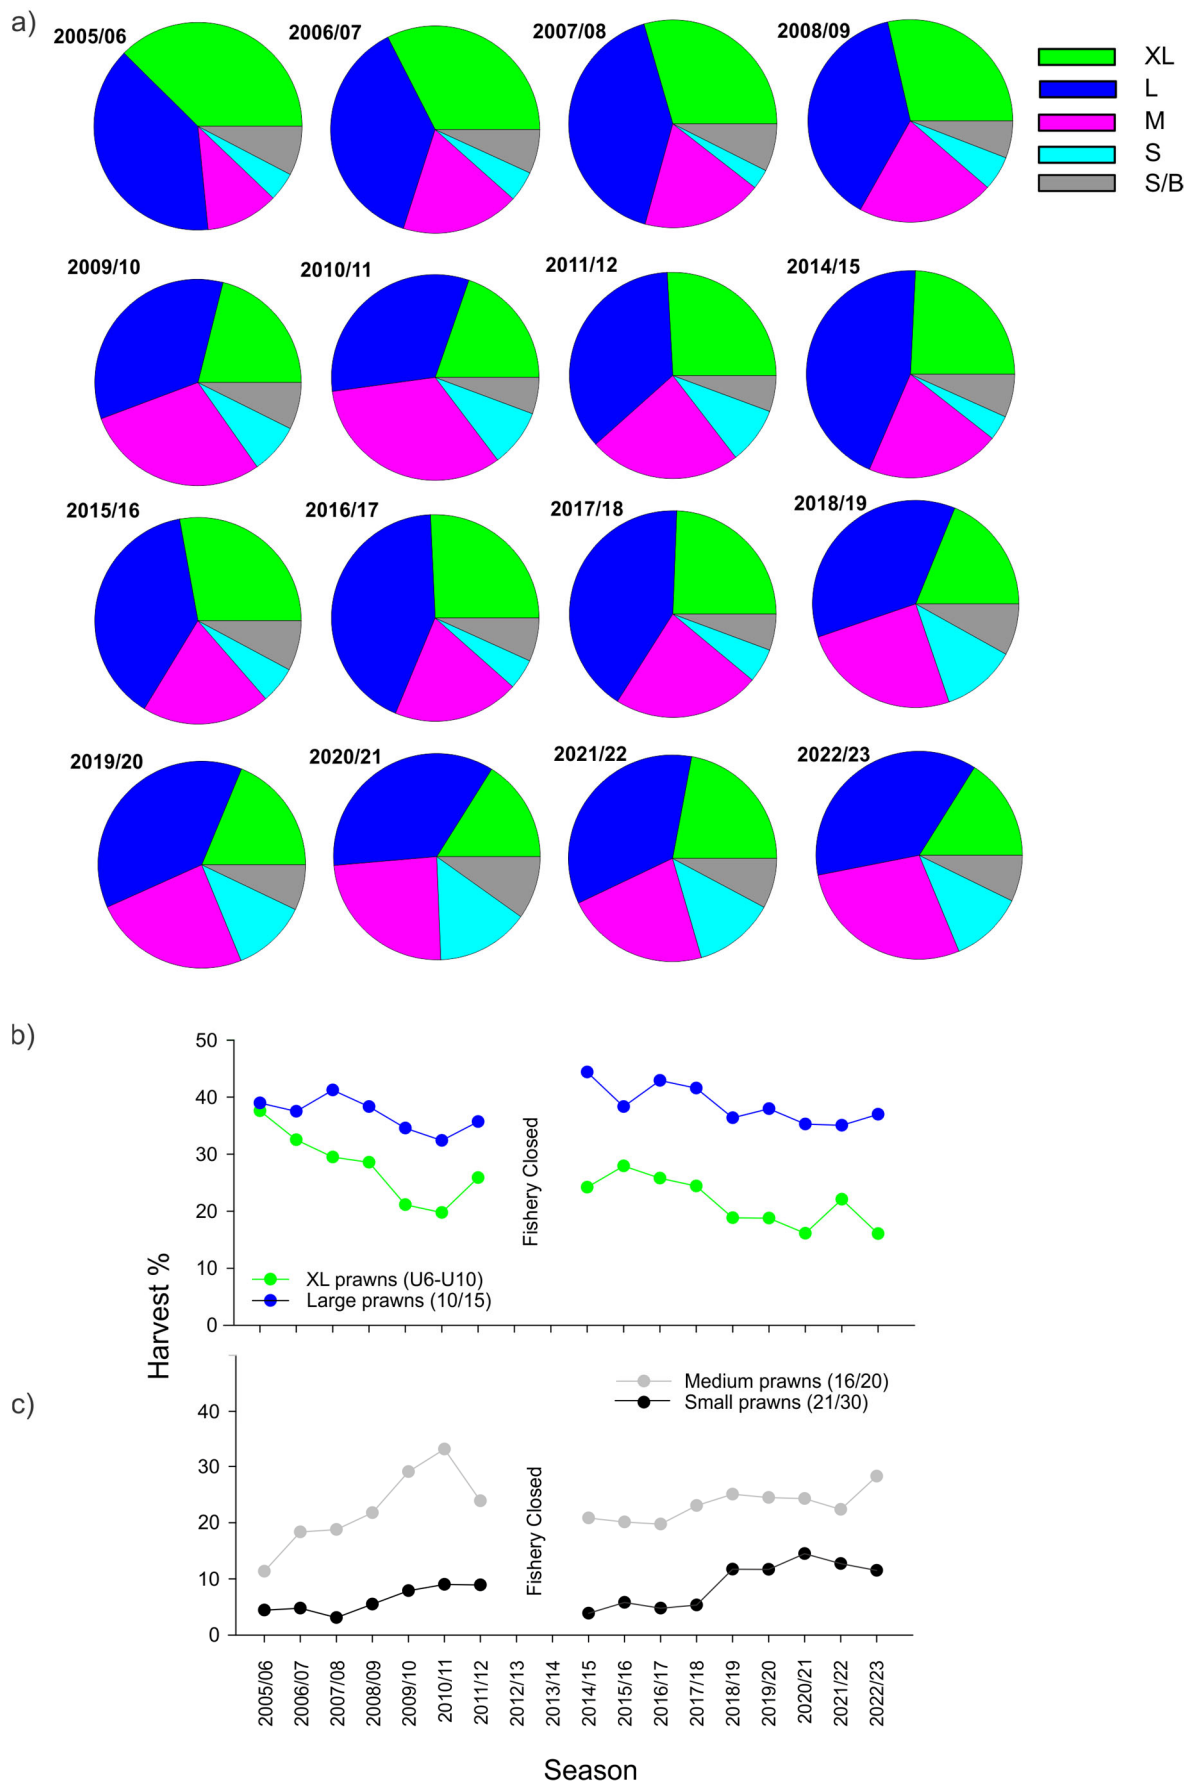 a)
2005/06
2006/07
2007/08
2008/09
XL
L
M
S
S/B
2009/10
2010/11
2011/12
2014/15
2015/16
2016/17
2017/18
2018/19
2019/20
2020/21
2021/22
2022/23
b)
50
40
30
20
10
0
Fishery Closed
XL prawns (U6-U10)
Large prawns (10/15)
Harvest %
c)
Medium prawns (16/20)
Small prawns (21/30)
40
30
20
10
0
Fishery Closed
2005/06
2006/07
2007/08
2008/09
2009/10
2010/11
2011/12
2012/13
2013/14
2014/15
2015/16
2016/17
2017/18
2018/19
2019/20
2020/21
2021/22
2022/23
Season